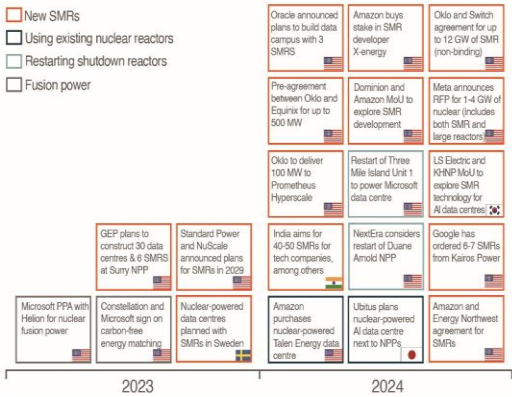 New SMRs
Using existing nuclear reactors
Restarting shutdown reactors
Fusion power
Oracle announced
plans to build data
campus with 3
SMRS
Amazon buys
stake in SMR
developer
X-energy
Oklo and Switch
agreement for up
to 12 GW of SMR
(non-binding)
Pre-agreement
between Oklo and
Equinix for up to
500 MW
Dominion and
Amazon MoU to
explore SMR
development
Meta announces
RFP for 1-4 GW of
nuclear (includes
both SMR and
large reactors)
Oklo to deliver
100 MW to
Prometheus
Hyperscale
Restart of Three
Mile Island Unit 1
to power Microsoft
data centre
LS Electric and
KHNP MoU to
explore SMR
technology for
AI data centres
GEP plans to
construct 30 data
centres & 6 SMRS
at Surry NPP
Standard Power
and NuScale
announced plans
for SMRs in 2029
India aims for
40-50 SMRs for
tech companies,
among others
NextEra considers
restart of Duane
Arnold NPP
Google has
ordered 6-7 SMRs
from Kairos Power
Microsoft PPA with
Helion for nuclear
fusion power
Constellation and
Microsoft sign on
carbon-free
energy matching
Nuclear-powered
data centres
planned with
SMRs in Sweden
Amazon
purchases
nuclear-powered
Talen Energy data
centre
Ubitus plans
nuclear-powered
AI data centre
next to NPPs
Amazon and
Energy Northwest
agreement for
SMRs
2023
2024